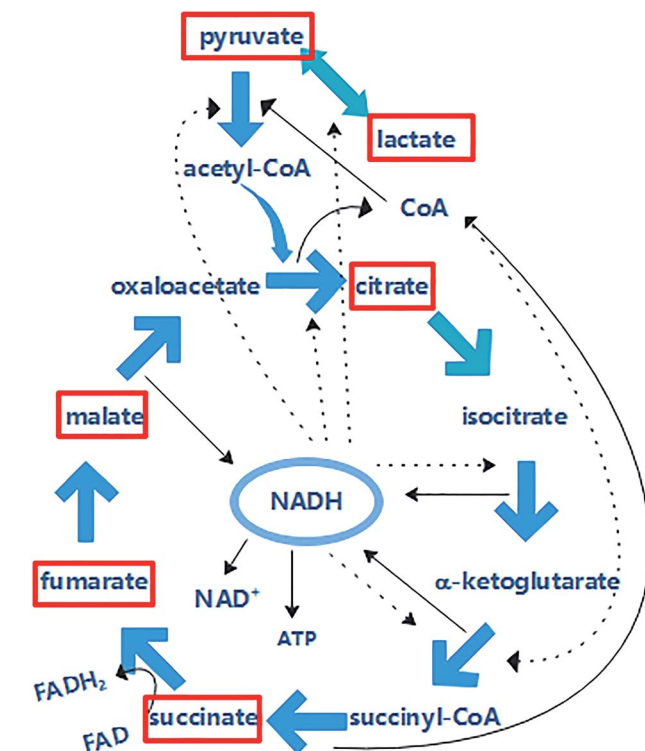 pyruvate
lactate
acetyl-CoA
CoA
oxaloacetate
citrate
malate
isocitrate
NADH
fumarate
α-ketoglutarate
NAD⁺
ATP
FADH₂
succinate
succinyl-CoA
FAD